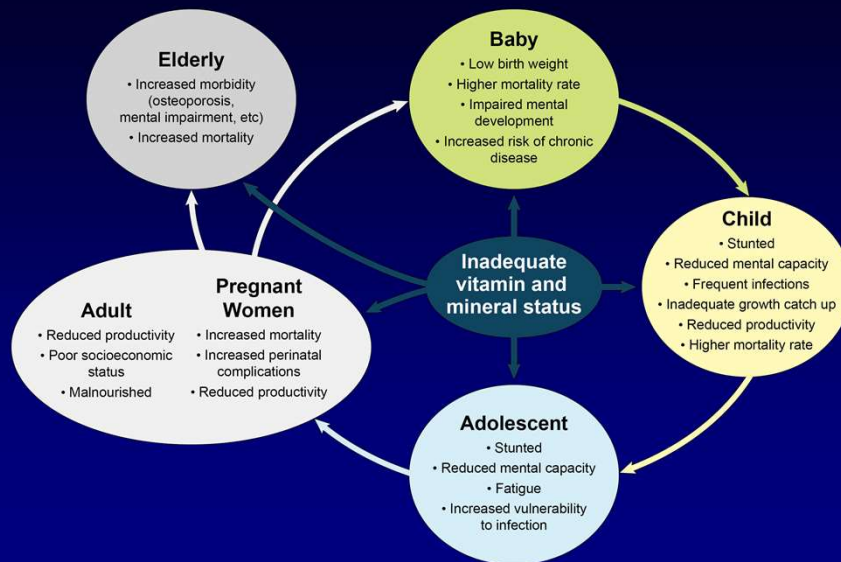 Elderly
• Increased morbidity
(osteoporosis,
mental impairment, etc)
• Increased mortality
Baby
• Low birth weight
• Higher mortality rate
• Impaired mental
development
• Increased risk of chronic
disease
Child
• Stunted
• Reduced mental capacity
• Frequent infections
• Inadequate growth catch up
• Reduced productivity
• Higher mortality rate
Inadequate
vitamin and
mineral status
Adult
• Reduced productivity
• Poor socioeconomic
status
• Malnourished
Pregnant
Women
• Increased mortality
• Increased perinatal
complications
• Reduced productivity
Adolescent
• Stunted
• Reduced mental capacity
• Fatigue
• Increased vulnerability
to infection